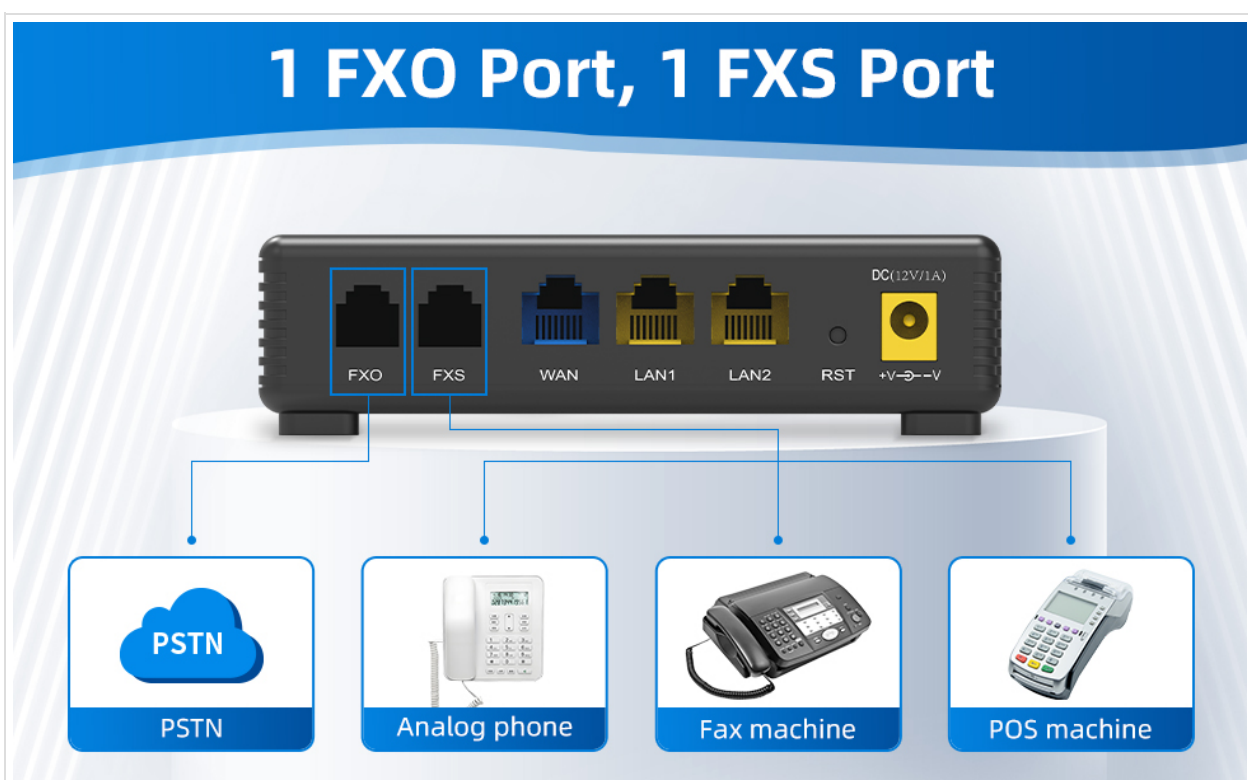 1 FXO Port, 1 FXS Port
DC(12V/1A)
FXO FXS WAN LAN1 LAN2 RST +V -V
PSTN
PSTN Analog phone Fax machine POS machine